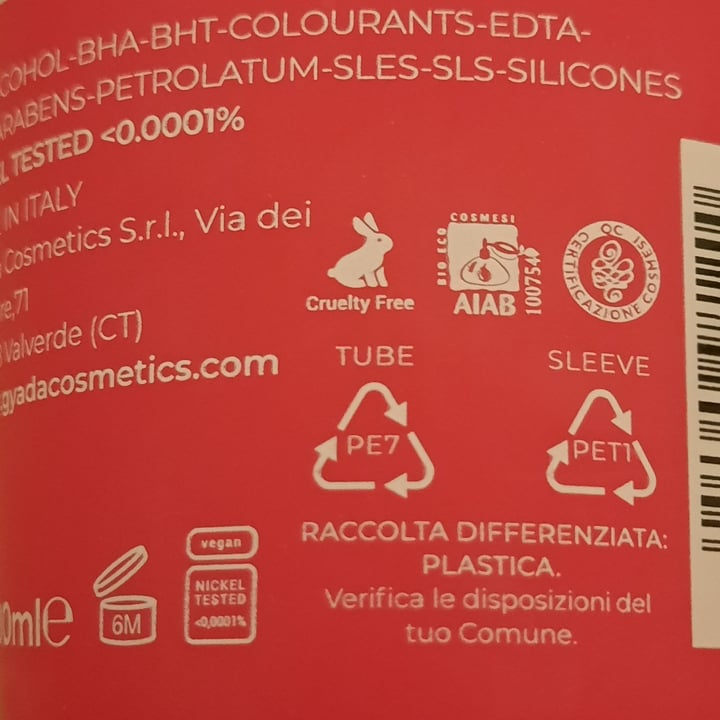 COHOL-BHA-BHT-COLOURANTS-EDTA-
ARABENS-PETROLATUM-SLES-SLS-SILICONES
L TESTED <0.0001%
IN ITALY
Cosmetics S.r.l., Via dei
re,71
Valverde (CT)
.gyadacosmetics.com
Cruelty Free
COSMESI
BIO ECO
AIAB
CERTIFICAZIONE COSMESI QC
TUBE
SLEEVE
PE7
PET1
RACCOLTA DIFFERENZIATA:
PLASTICA.
Verifica le disposizioni del
tuo Comune.
0ml e
6M
vegan
NICKEL
TESTED
<0,0001%